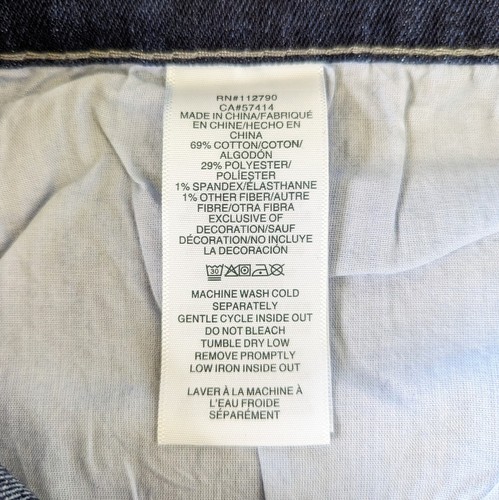 RN#112790
CA#57414
MADE IN CHINA/FABRIQUÉ
EN CHINE/HECHO EN
CHINA
69% COTTON/COTON/
ALGODÓN
29% POLYESTER/
POLIESTER
1% SPANDEX/ÉLASTHANNE
1% OTHER FIBER/AUTRE
FIBRE/OTRA FIBRA
EXCLUSIVE OF
DECORATION/SAUF
DÉCORATION/NO INCLUYE
LA DECORACIÓN
30
MACHINE WASH COLD
SEPARATELY
GENTLE CYCLE INSIDE OUT
DO NOT BLEACH
TUMBLE DRY LOW
REMOVE PROMPTLY
LOW IRON INSIDE OUT
LAVER À LA MACHINE À
L'EAU FROIDE
SÉPARÉMENT